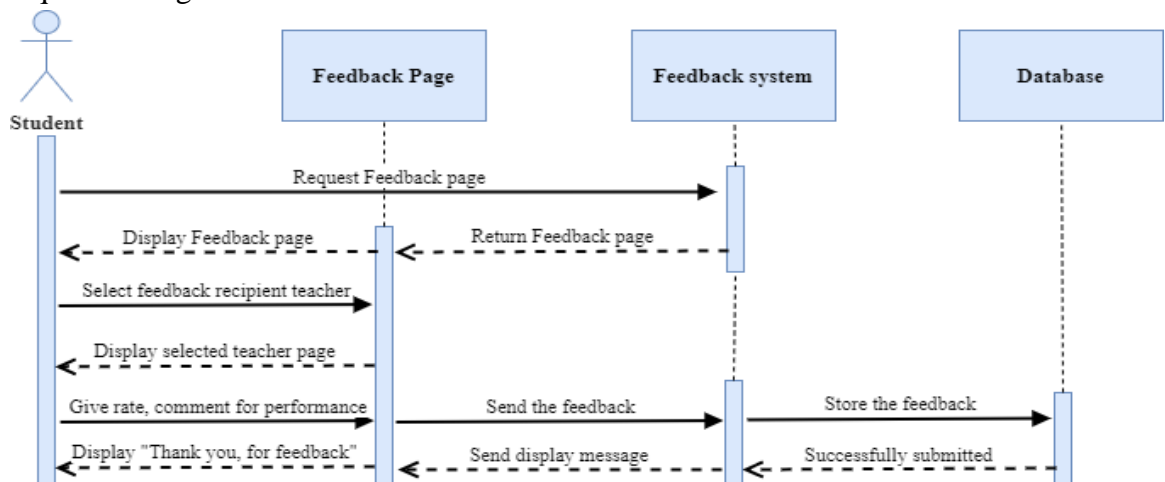 Feedback Page
Feedback system
Database
Student
Request Feedback page
Display Feedback page
Return Feedback page
Select feedback recipient teacher
Display selected teacher page
Give rate, comment for performance
Send the feedback
Store the feedback
Display "Thank you, for feedback"
Send display message
Successfully submitted